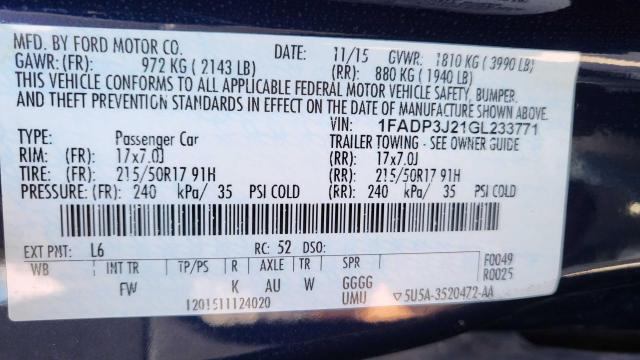 MFD. BY FORD MOTOR CO. DATE: 11/15 GVWR: 1810 KG ( 3990 LB)
GAWR: (FR): 972 KG ( 2143 LB) (RR): 880 KG ( 1940 LB)
THIS VEHICLE CONFORMS TO ALL APPLICABLE FEDERAL MOTOR VEHICLE SAFETY, BUMPER,
AND THEFT PREVENTION STANDARDS IN EFFECT ON THE DATE OF MANUFACTURE SHOWN ABOVE.
VIN: 1FADP3J21GL233771
TYPE: Passenger Car TRAILER TOWING - SEE OWNER GUIDE
RIM: (FR): 17x7.0J (RR): 17x7.0J
TIRE: (FR): 215/50R17 91H (RR): 215/50R17 91H
PRESSURE: (FR): 240 kPa/ 35 PSI COLD (RR): 240 kPa/ 35 PSI COLD
EXT PNT: L6 RC: 52 DSO: F0049
WB INT TR TP/PS R AXLE TR SPR R0025
FW K AU W GGGG
1201511124020 UMU ▽5U5A-3520472-AA